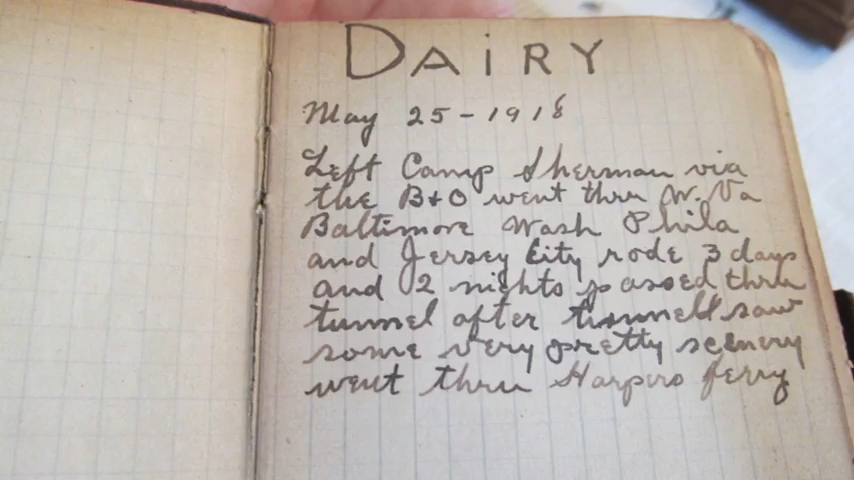 DAiRY
May 25-1918
Left Camp Sherman via
the B+O went thru W. Va
Baltimore Wash Phila
and Jersey City rode 3 days
and 2 nights passed thru
tunnel after tunnell saw
some very pretty scenery
went thru Harpers ferry